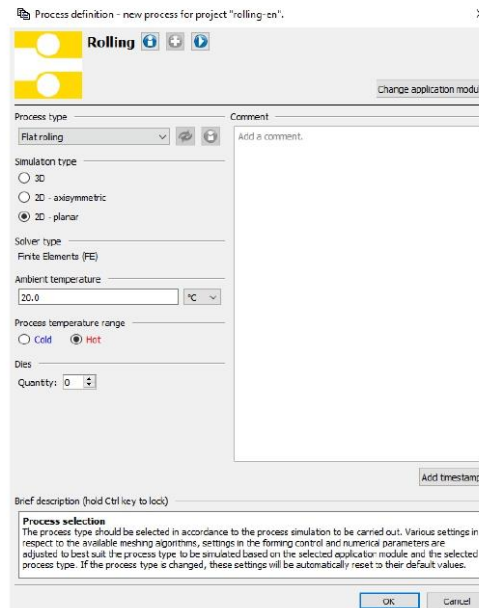 Process definition - new process for project "rolling-en".
Rolling
Change application modul
Process type
Flat rolling
Comment
Add a comment.
Simulation type
3D
2D - axisymmetric
2D - planar
Solver type
Finite Elements (FE)
Ambient temperature
20.0
°C
Process temperature range
Cold
Hot
Dies
Quantity: 0
Add timestamp
Brief description (hold Ctrl key to lock)
Process selection
The process type should be selected in accordance to the process simulation to be carried out. Various settings in
respect to the available meshing algorithms, settings in the forming control and numerical parameters are
adjusted to best suit the process type to be simulated based on the selected application module and the selected
process type. If the process type is changed, these settings will be automatically reset to their default values.
OK
Cancel